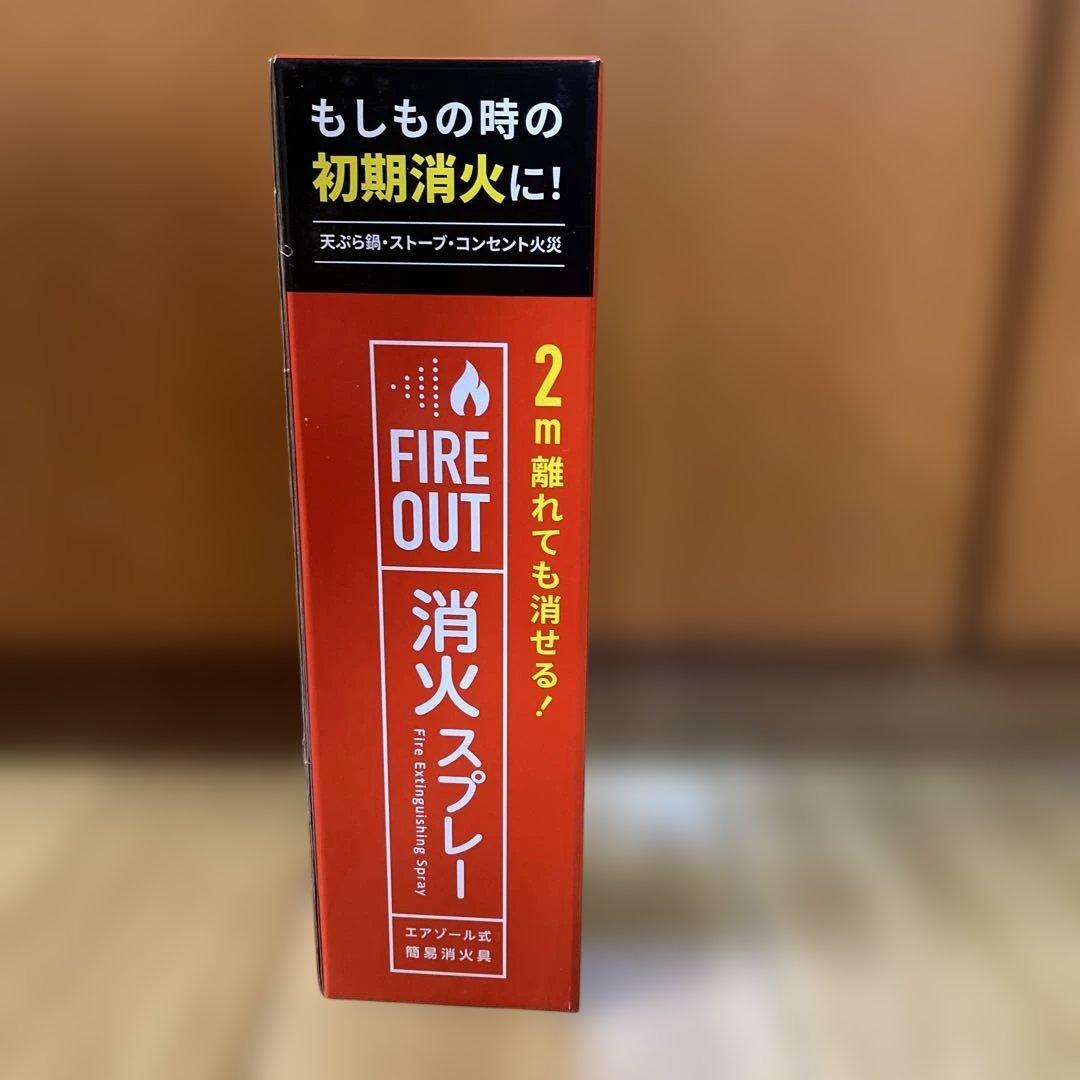 もしもの時の
初期消火に!
天ぷら鍋・ストーブ・コンセント火災
2m離れても消せる!
FIRE
OUT
消火スプレー
Fire Extinguishing Spray
エアゾール式
簡易消火具